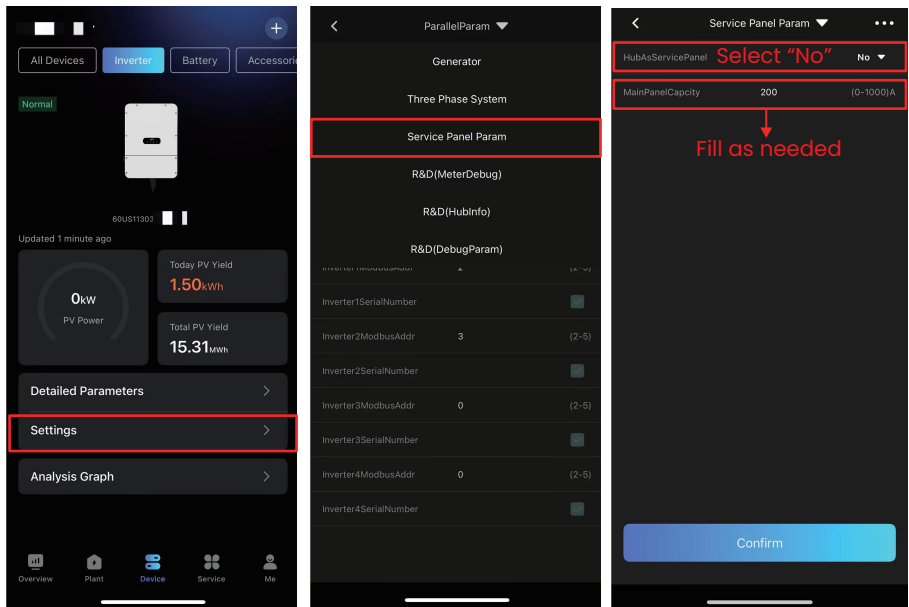 All Devices
Inverter
Battery
Accessorie
Normal
60US11303
Updated 1 minute ago
0kW
PV Power
Today PV Yield
1.50kWh
Total PV Yield
15.31MWh
Detailed Parameters
Settings
Analysis Graph
Overview
Plant
Device
Service
Me
ParallelParam
Generator
Three Phase System
Service Panel Param
R&D(MeterDebug)
R&D(HubInfo)
R&D(DebugParam)
Inverter1ModbusAddr 2 (2-5)
Inverter1SerialNumber
Inverter2ModbusAddr 3 (2-5)
Inverter2SerialNumber
Inverter3ModbusAddr 0 (2-5)
Inverter3SerialNumber
Inverter4ModbusAddr 0 (2-5)
Inverter4SerialNumber
Service Panel Param
HubAsServicePanel Select “No” No
MainPanelCapcity 200 (0-1000)A
Fill as needed
Confirm